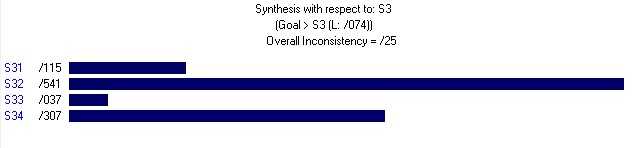 Synthesis with respect to: S3
(Goal > S3 (L: /074))
Overall Inconsistency = /25
S31 /115
S32 /541
S33 /037
S34 /307